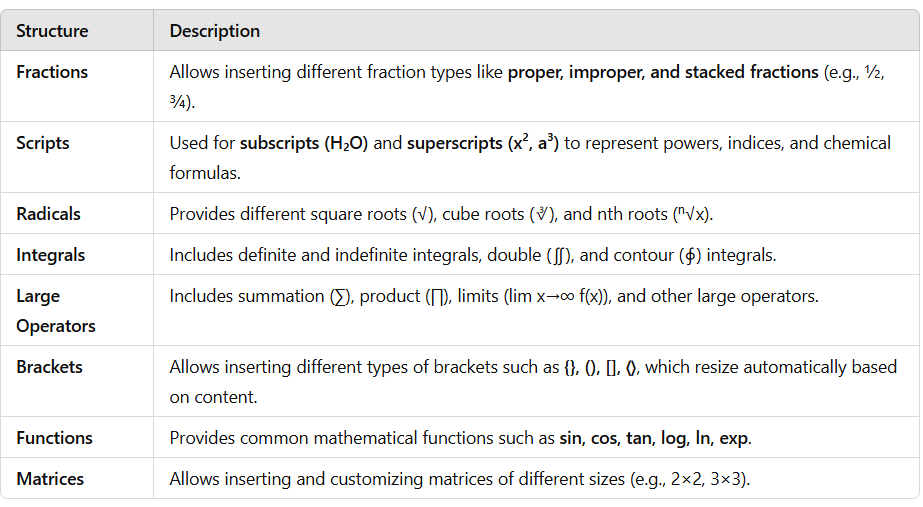 Structure Description
Fractions Allows inserting different fraction types like proper, improper, and stacked fractions (e.g., ½,
¾).
Scripts Used for subscripts (H₂O) and superscripts (x², a³) to represent powers, indices, and chemical
formulas.
Radicals Provides different square roots (√), cube roots (∛), and nth roots (ⁿ√x).
Integrals Includes definite and indefinite integrals, double (∬), and contour (∮) integrals.
Large Includes summation (∑), product (∏), limits (lim x→∞ f(x)), and other large operators.
Operators
Brackets Allows inserting different types of brackets such as {}, (), [], ⟨⟩, which resize automatically based
on content.
Functions Provides common mathematical functions such as sin, cos, tan, log, ln, exp.
Matrices Allows inserting and customizing matrices of different sizes (e.g., 2×2, 3×3).